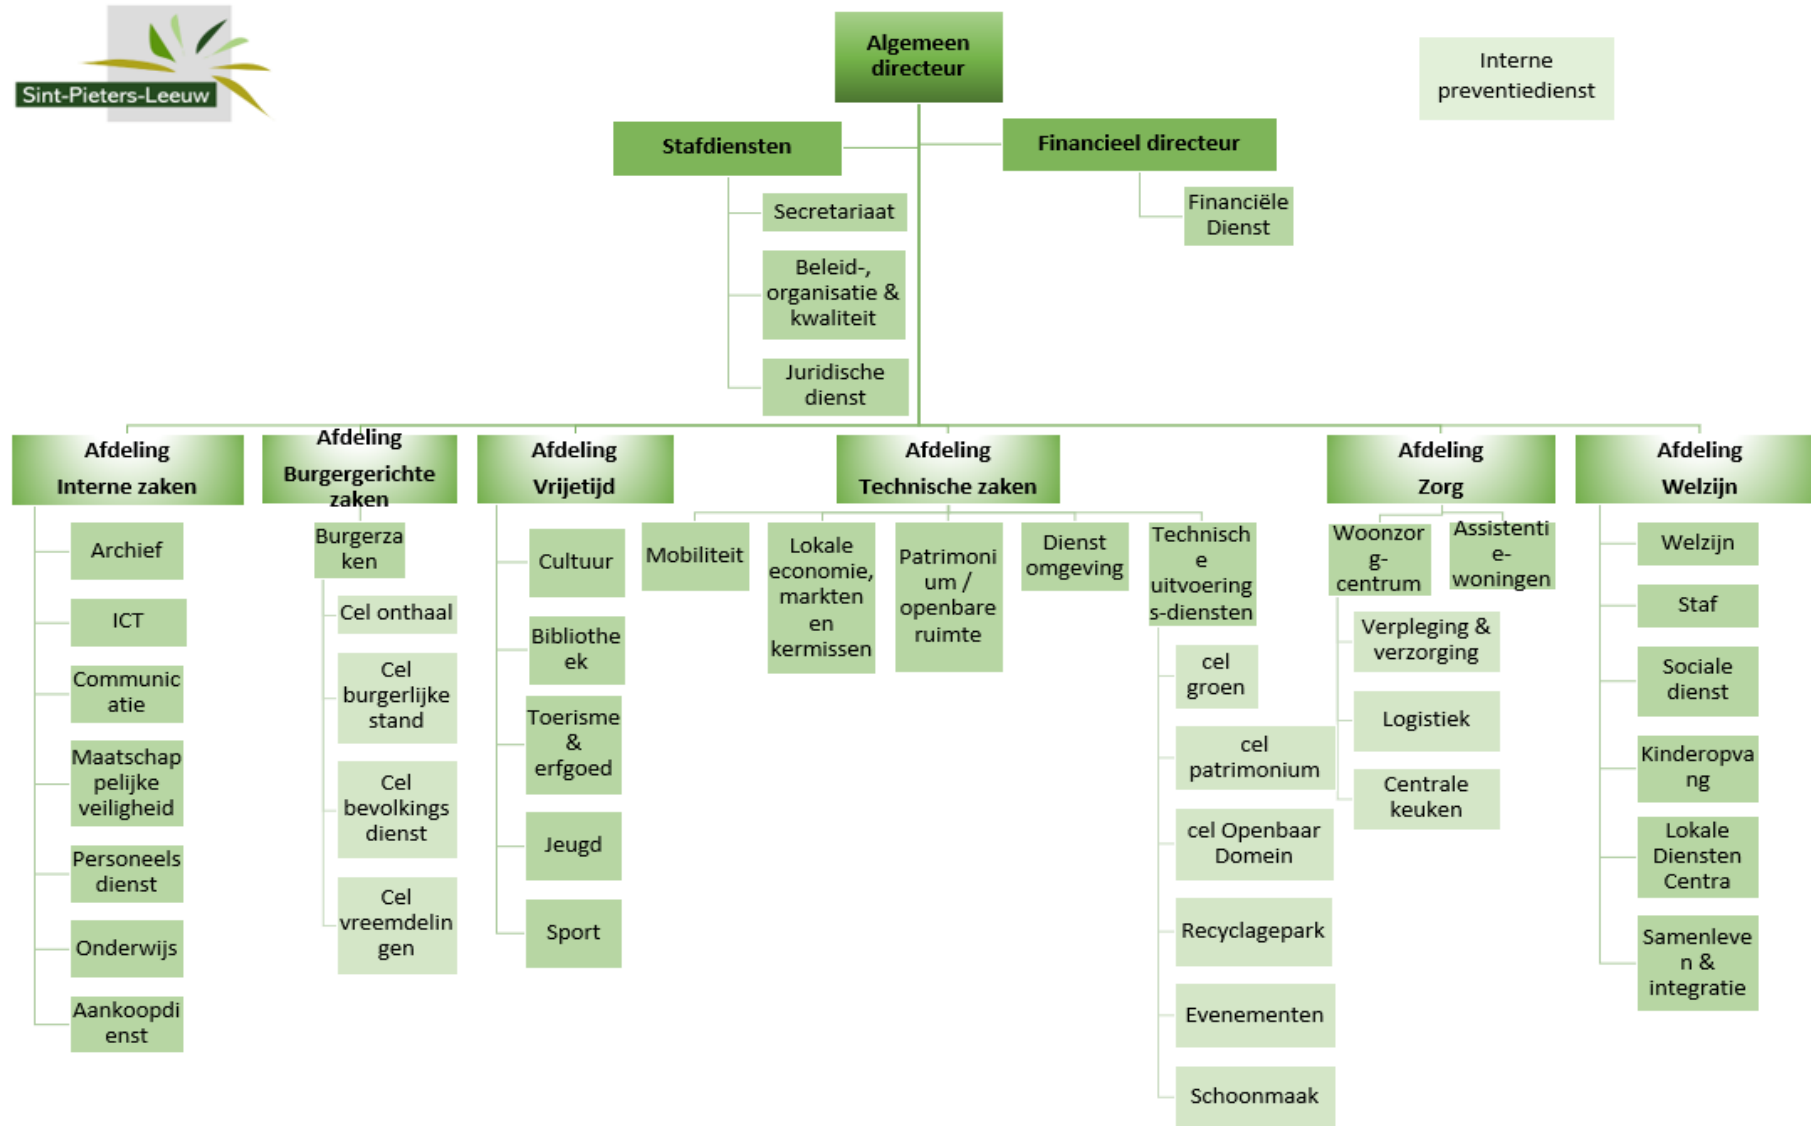 Sint-Pieters-Leeuw
Algemeen
directeur
Interne
preventiedienst
Stafdiensten
Financieel directeur
Secretariaat
Beleid-,
organisatie &
kwaliteit
Juridische
dienst
Financiële
Dienst
Afdeling
Interne zaken
Archief
ICT
Communic
atie
Maatschap
pelijke
veiligheid
Personeels
dienst
Onderwijs
Aankoopdi
enst
Afdeling
Burgergerichte
zaken
Burgerza
ken
Cel onthaal
Cel
burgerlijke
stand
Cel
bevolkings
dienst
Cel
vreemdelin
gen
Afdeling
Vrijetijd
Cultuur
Bibliothe
ek
Toerisme
&
erfgoed
Jeugd
Sport
Afdeling
Technische zaken
Mobiliteit
Lokale
economie,
markten
en
kermissen
Patrimoni
um /
openbare
ruimte
Dienst
omgeving
Technisch
e
uitvoering
s-diensten
cel
groen
cel
patrimonium
cel Openbaar
Domein
Recyclagepark
Evenementen
Schoonmaak
Afdeling
Zorg
Woonzor
g-
centrum
Verpleging &
verzorging
Logistiek
Centrale
keuken
Assistenti
e-
woningen
Afdeling
Welzijn
Welzijn
Staf
Sociale
dienst
Kinderopva
ng
Lokale
Diensten
Centra
Samenleve
n &
integratie